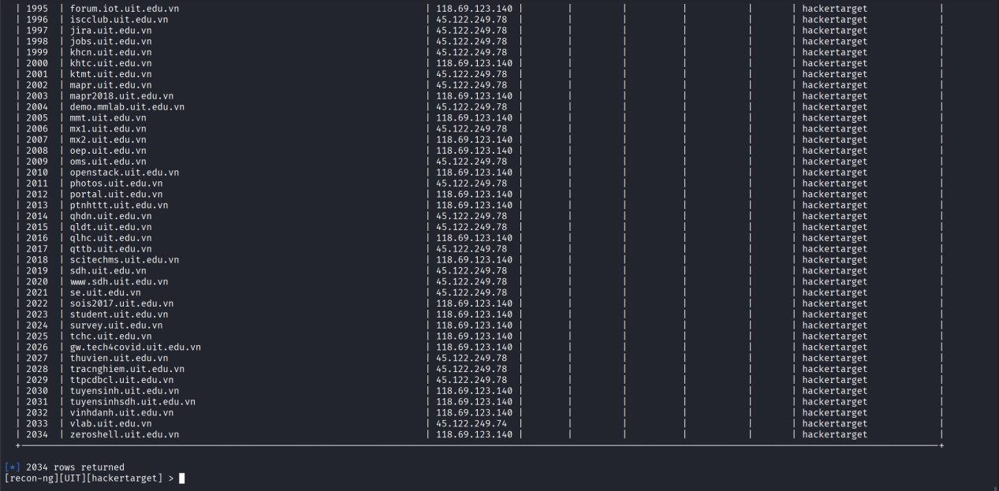 | 1995 | forum.iot.uit.edu.vn | 118.69.123.140 | | | | | | hackertarget |
| 1996 | iscclub.uit.edu.vn | 45.122.249.78 | | | | | | hackertarget |
| 1997 | jira.uit.edu.vn | 45.122.249.78 | | | | | | hackertarget |
| 1998 | jobs.uit.edu.vn | 45.122.249.78 | | | | | | hackertarget |
| 1999 | khcn.uit.edu.vn | 45.122.249.78 | | | | | | hackertarget |
| 2000 | khtc.uit.edu.vn | 118.69.123.140 | | | | | | hackertarget |
| 2001 | ktmt.uit.edu.vn | 45.122.249.78 | | | | | | hackertarget |
| 2002 | mapr.uit.edu.vn | 45.122.249.78 | | | | | | hackertarget |
| 2003 | mapr2018.uit.edu.vn | 118.69.123.140 | | | | | | hackertarget |
| 2004 | demo.mmlab.uit.edu.vn | 45.122.249.78 | | | | | | hackertarget |
| 2005 | mmt.uit.edu.vn | 118.69.123.140 | | | | | | hackertarget |
| 2006 | mx1.uit.edu.vn | 45.122.249.78 | | | | | | hackertarget |
| 2007 | mx2.uit.edu.vn | 118.69.123.140 | | | | | | hackertarget |
| 2008 | oep.uit.edu.vn | 118.69.123.140 | | | | | | hackertarget |
| 2009 | oms.uit.edu.vn | 45.122.249.78 | | | | | | hackertarget |
| 2010 | openstack.uit.edu.vn | 118.69.123.140 | | | | | | hackertarget |
| 2011 | photos.uit.edu.vn | 45.122.249.78 | | | | | | hackertarget |
| 2012 | portal.uit.edu.vn | 118.69.123.140 | | | | | | hackertarget |
| 2013 | ptnhttt.uit.edu.vn | 118.69.123.140 | | | | | | hackertarget |
| 2014 | qhdn.uit.edu.vn | 45.122.249.78 | | | | | | hackertarget |
| 2015 | qldt.uit.edu.vn | 45.122.249.78 | | | | | | hackertarget |
| 2016 | qlhc.uit.edu.vn | 118.69.123.140 | | | | | | hackertarget |
| 2017 | qttb.uit.edu.vn | 45.122.249.78 | | | | | | hackertarget |
| 2018 | scitechms.uit.edu.vn | 118.69.123.140 | | | | | | hackertarget |
| 2019 | sdh.uit.edu.vn | 45.122.249.78 | | | | | | hackertarget |
| 2020 | www.sdh.uit.edu.vn | 45.122.249.78 | | | | | | hackertarget |
| 2021 | se.uit.edu.vn | 45.122.249.78 | | | | | | hackertarget |
| 2022 | sois2017.uit.edu.vn | 118.69.123.140 | | | | | | hackertarget |
| 2023 | student.uit.edu.vn | 118.69.123.140 | | | | | | hackertarget |
| 2024 | survey.uit.edu.vn | 118.69.123.140 | | | | | | hackertarget |
| 2025 | tchc.uit.edu.vn | 118.69.123.140 | | | | | | hackertarget |
| 2026 | gw.tech4covid.uit.edu.vn | 118.69.123.140 | | | | | | hackertarget |
| 2027 | thuvien.uit.edu.vn | 45.122.249.78 | | | | | | hackertarget |
| 2028 | tracnghiem.uit.edu.vn | 45.122.249.78 | | | | | | hackertarget |
| 2029 | ttpcdbcl.uit.edu.vn | 45.122.249.78 | | | | | | hackertarget |
| 2030 | tuyensinh.uit.edu.vn | 118.69.123.140 | | | | | | hackertarget |
| 2031 | tuyensinhsdh.uit.edu.vn | 118.69.123.140 | | | | | | hackertarget |
| 2032 | vinhdanh.uit.edu.vn | 118.69.123.140 | | | | | | hackertarget |
| 2033 | vlab.uit.edu.vn | 45.122.249.74 | | | | | | hackertarget |
| 2034 | zeroshell.uit.edu.vn | 118.69.123.140 | | | | | | hackertarget |
[*] 2034 rows returned
[recon-ng][UIT][hackertarget] >